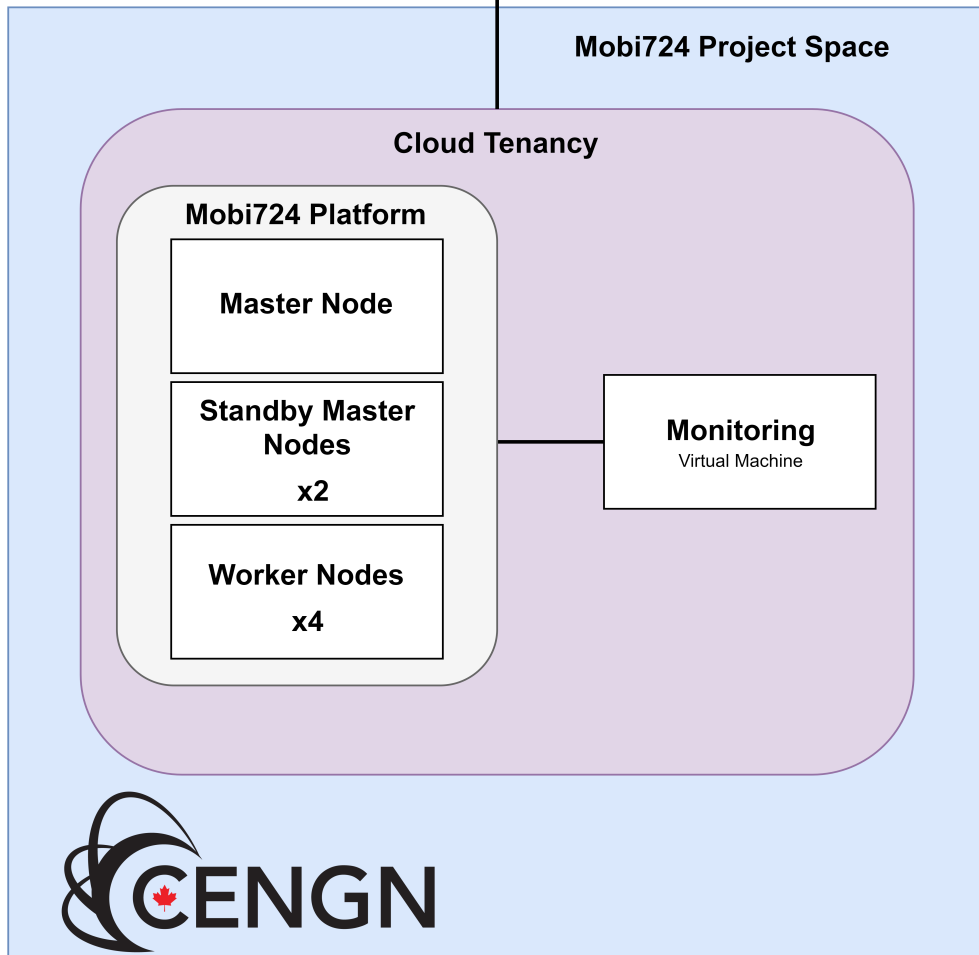 Mobi724 Project Space
Cloud Tenancy
Mobi724 Platform
Master Node
Standby Master
Nodes
x2
Worker Nodes
x4
Monitoring
Virtual Machine
CENGN